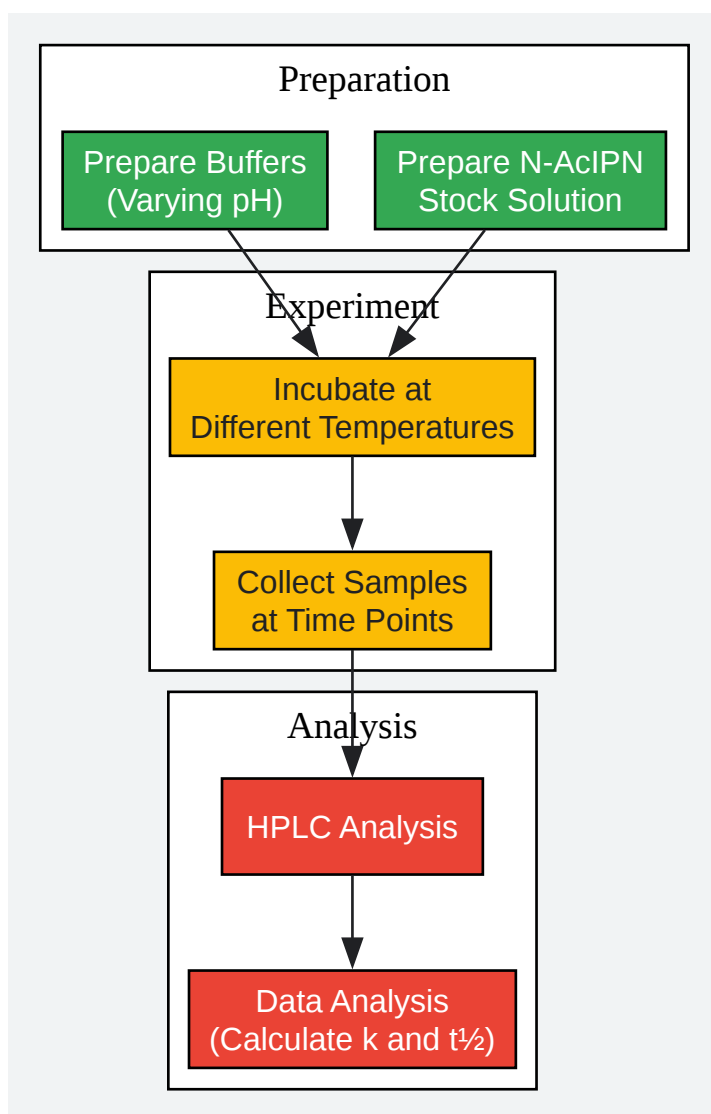 Preparation
Prepare Buffers
(Varying pH)
Prepare N-AcIPN
Stock Solution
Experiment
Incubate at
Different Temperatures
Collect Samples
at Time Points
Analysis
HPLC Analysis
Data Analysis
(Calculate k and t½)